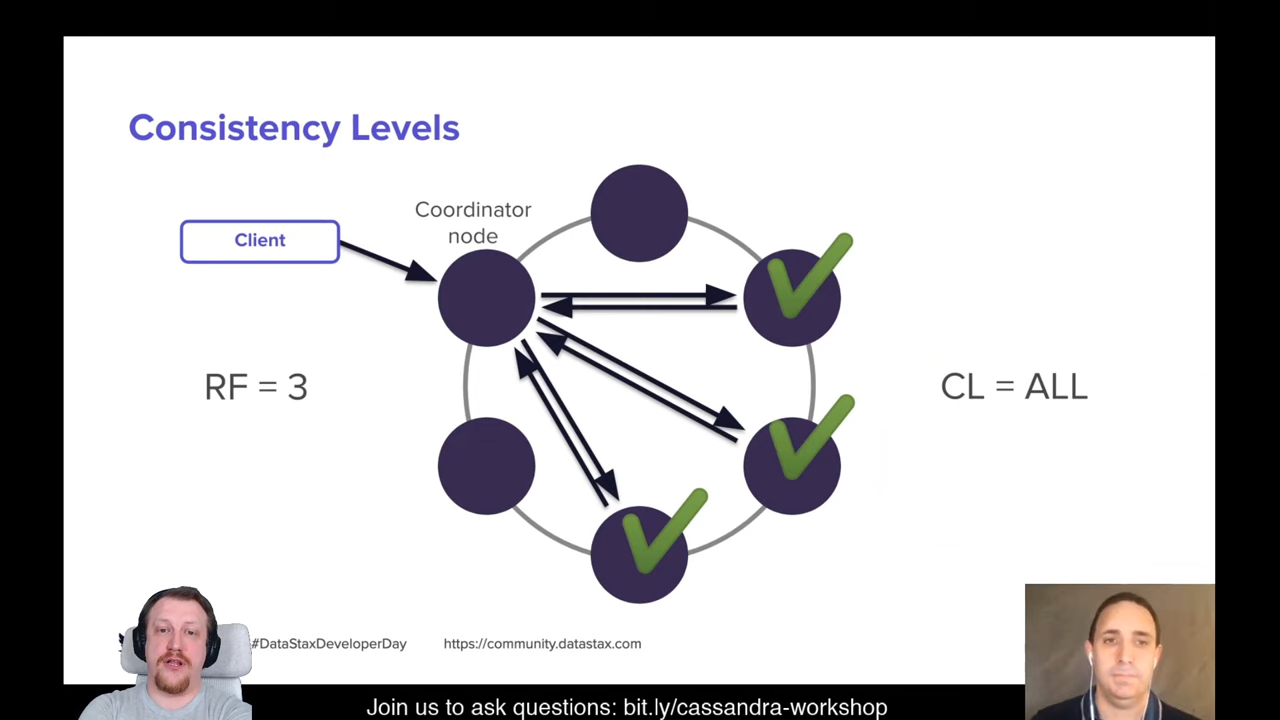 Consistency Levels
Coordinator
node
Client
RF = 3
CL = ALL
#DataStaxDeveloperDay
https://community.datastax.com
Join us to ask questions: bit.ly/cassandra-workshop